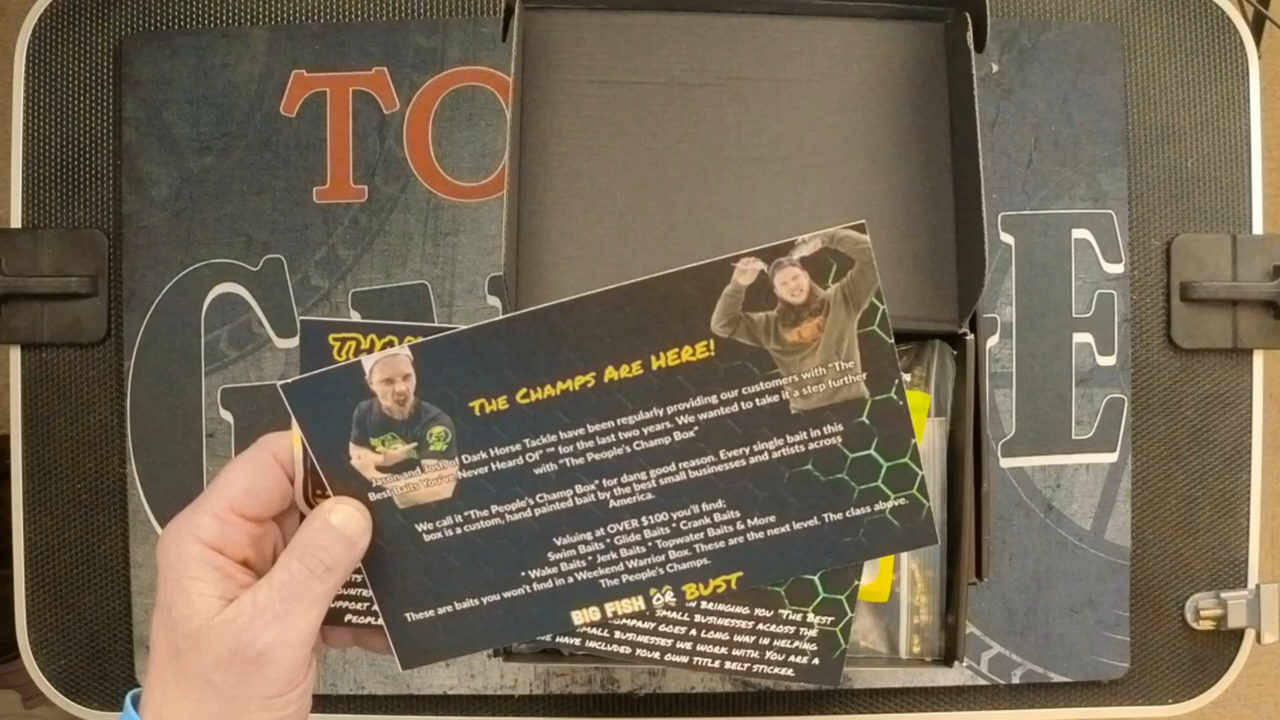 TO
G
E
THE CHAMPS ARE HERE!
Jason and Josh of Dark Horse Tackle have been regularly providing our customers with "The
Best Baits You've Never Heard Of" ™ for the last two years. We wanted to take it a step further
with "The People's Champ Box"
We call it "The People's Champ Box" for dang good reason. Every single bait in this
box is a custom, hand painted bait by the best small businesses and artists across
America.
Valuing at OVER $100 you'll find;
Swim Baits * Glide Baits * Crank Baits
* Wake Baits * Jerk Baits * Topwater Baits & More
These are baits you won't find in a Weekend Warrior Box. These are the next level. The class above.
The People's Champs.
BIG FISH OR BUST
IN BRINGING YOU "THE BEST
SMALL BUSINESSES ACROSS THE
COMPANY GOES A LONG WAY IN HELPING
SMALL BUSINESSES WE WORK WITH. YOU ARE A
HAVE INCLUDED YOUR OWN TITLE BELT STICKER
PEOPLE